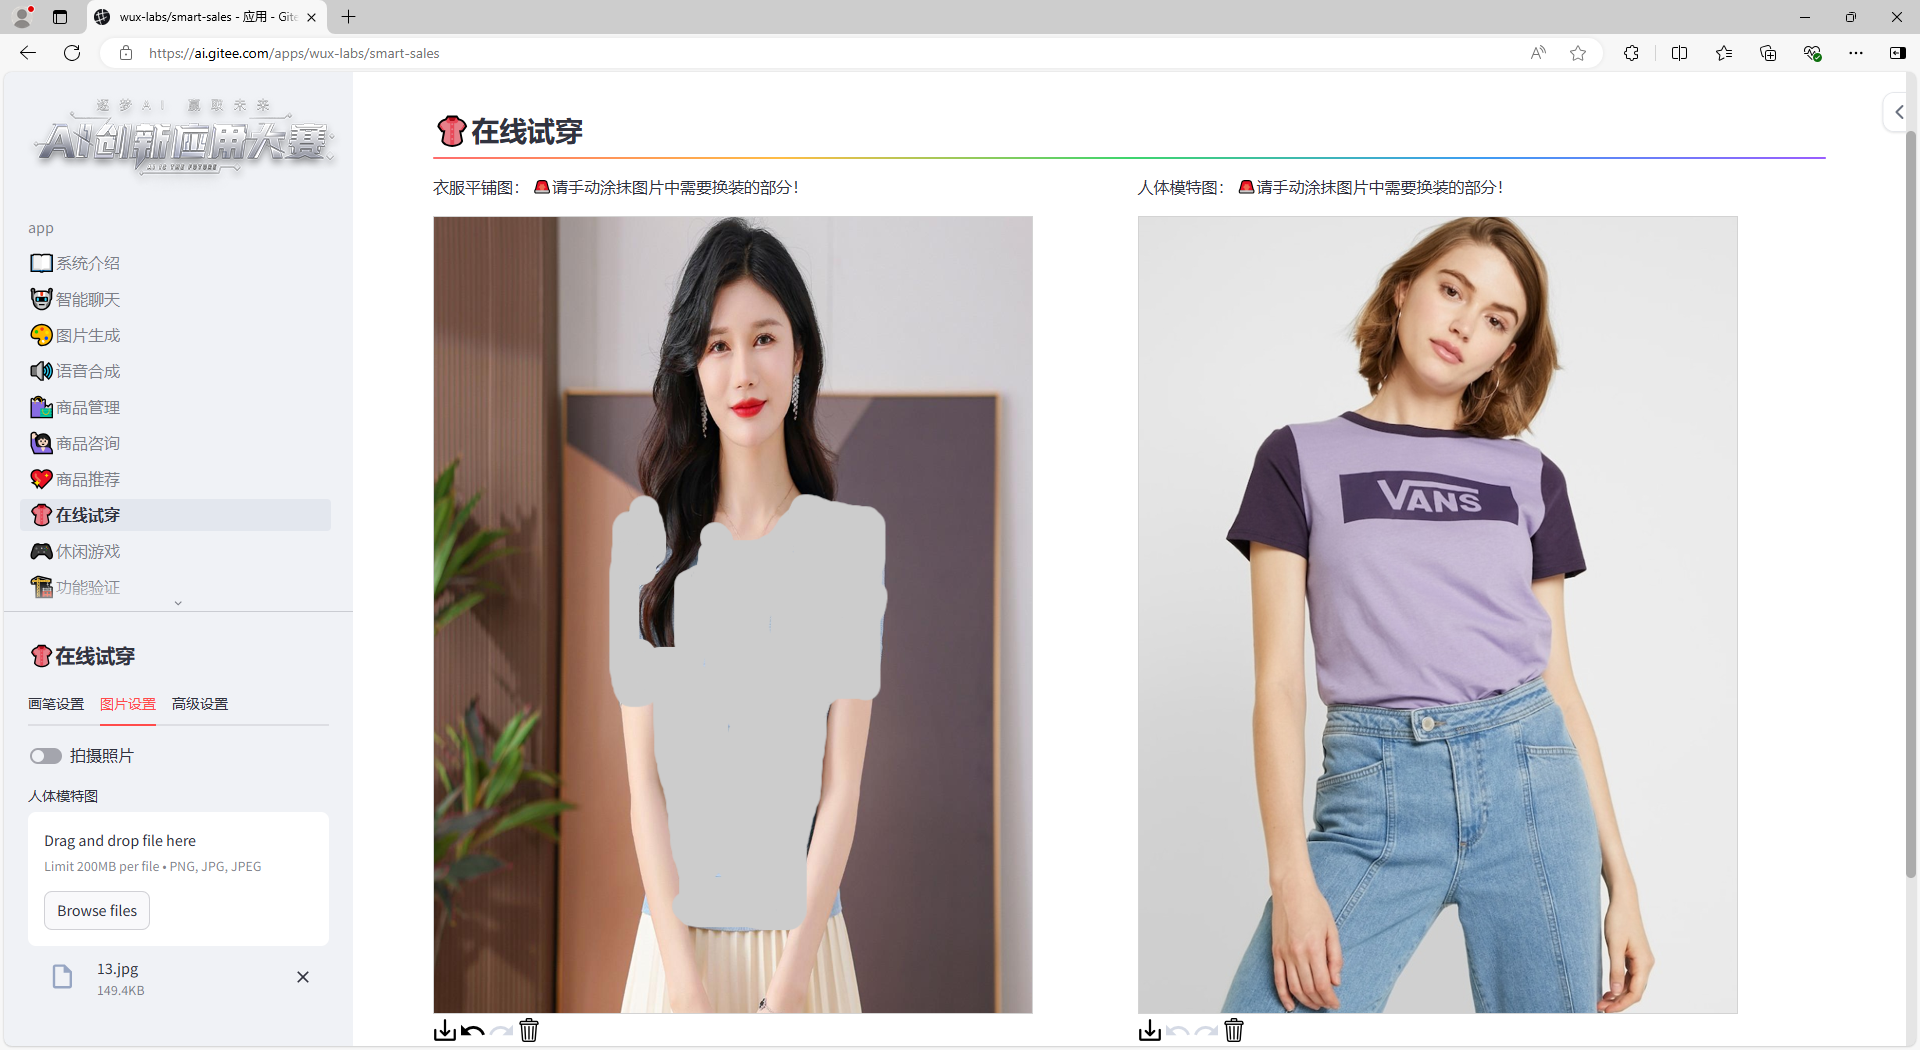 wux-labs/smart-sales - 应用 - Gite
https://ai.gitee.com/apps/wux-labs/smart-sales
逐梦AI 赢取未来
AI创新应用大赛
AI IS THE FUTURE
app
系统介绍
智能聊天
图片生成
语音合成
商品管理
商品咨询
商品推荐
在线试穿
休闲游戏
功能验证
在线试穿
画笔设置 图片设置 高级设置
拍摄照片
人体模特图
Drag and drop file here
Limit 200MB per file • PNG, JPG, JPEG
Browse files
13.jpg
149.4KB
在线试穿
衣服平铺图： 🚨请手动涂抹图片中需要换装的部分！
人体模特图： 🚨请手动涂抹图片中需要换装的部分！
VANS